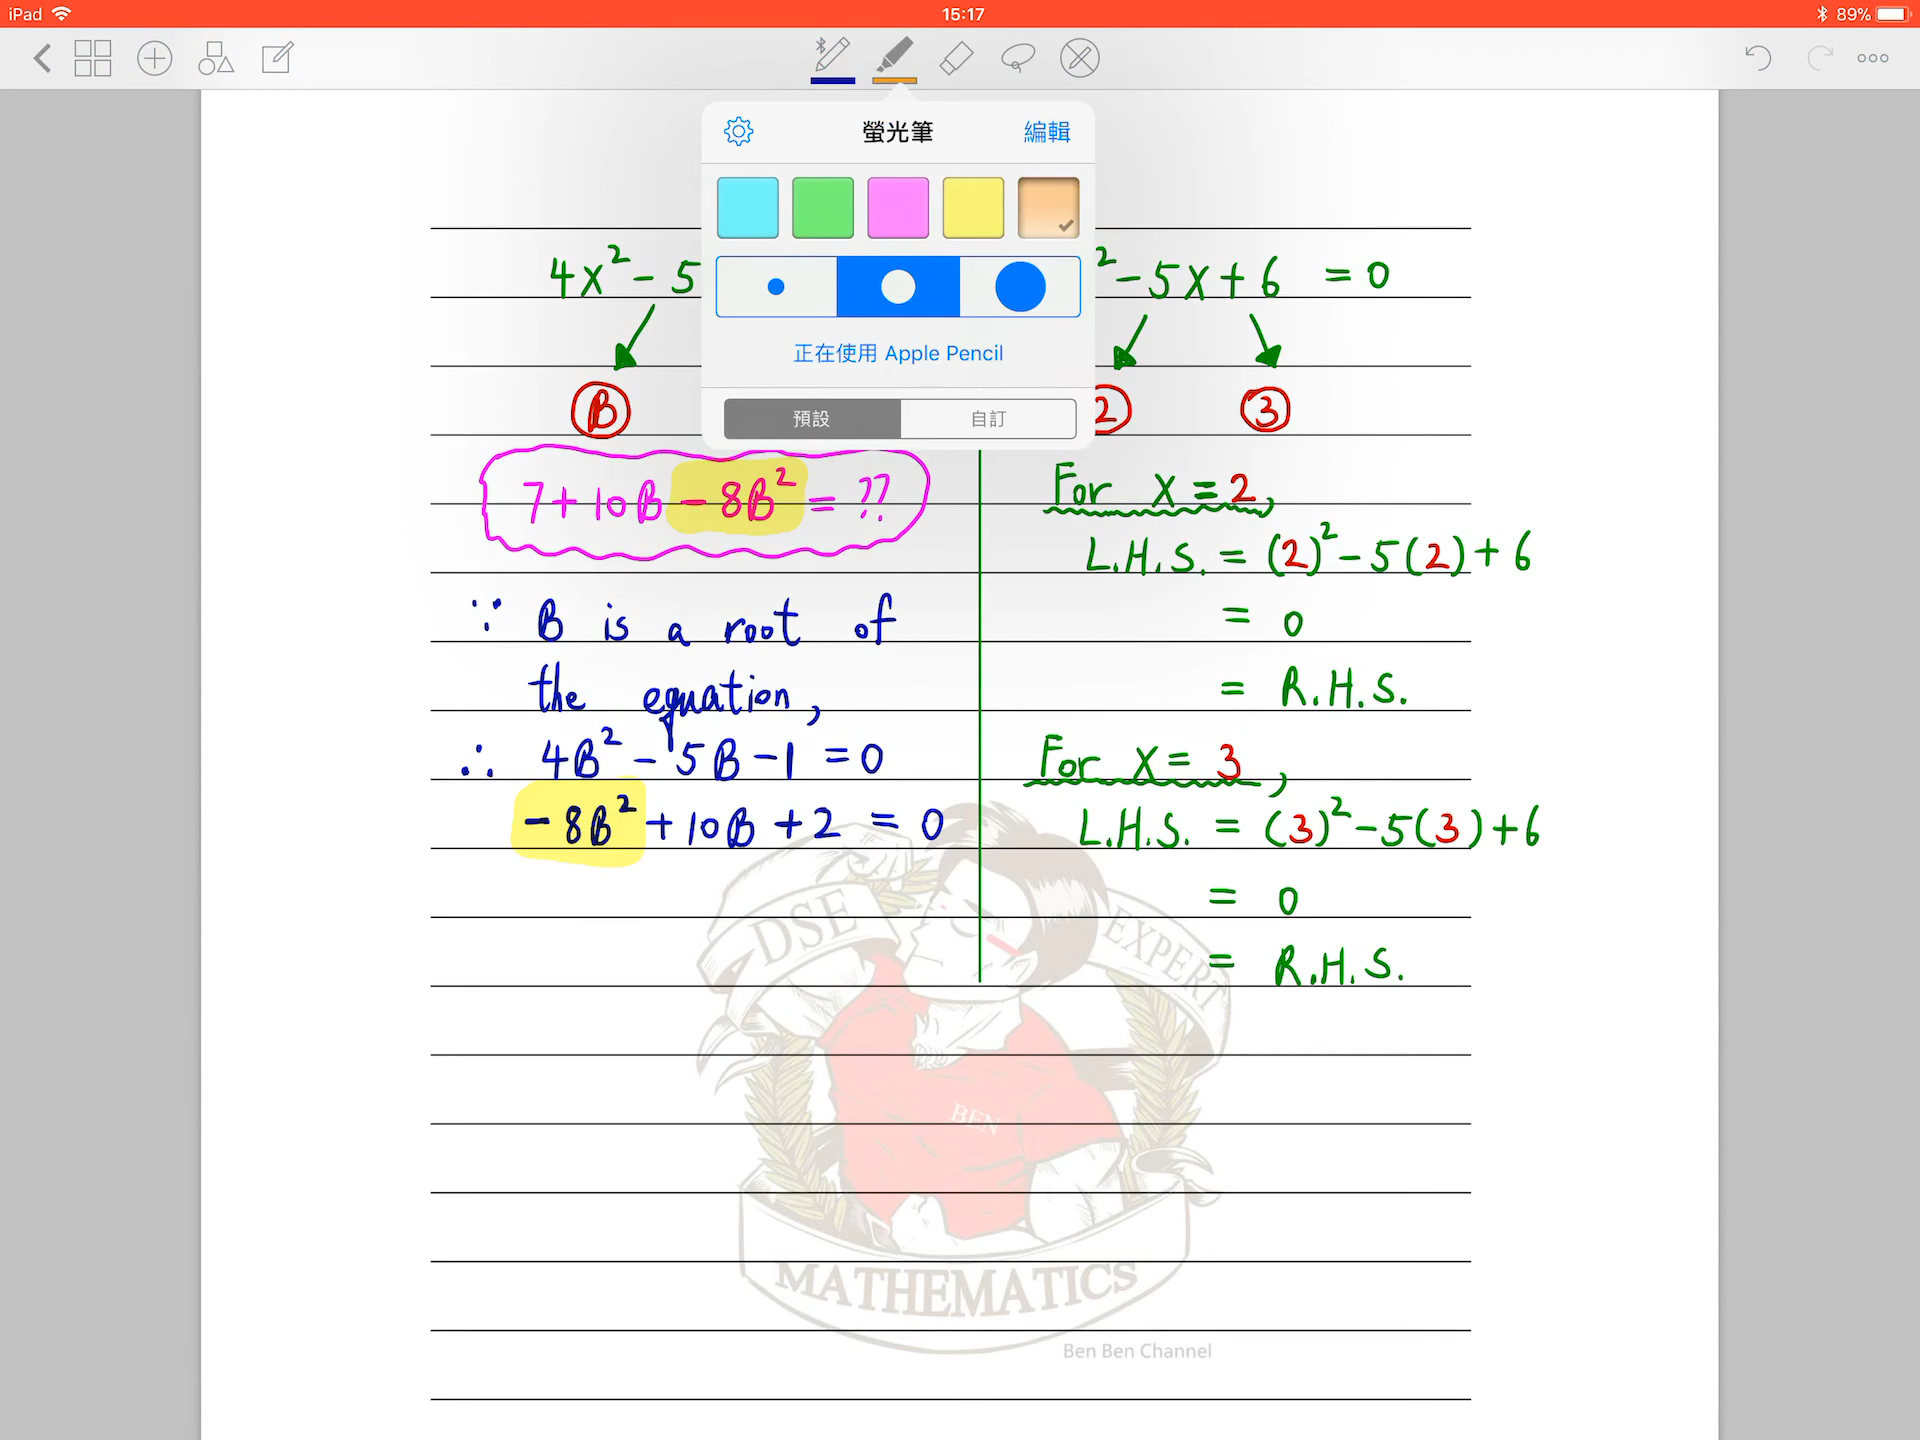 iPad 15:17 89%
螢光筆 編輯
4x² - 5
² - 5x + 6 = 0
正在使用 Apple Pencil
預設 自訂
B
2 3
7 + 10B - 8B² = ??
∵ B is a root of
the equation,
∴ 4B² - 5B - 1 = 0
-8B² + 10B + 2 = 0
For x = 2,
L.H.S. = (2)² - 5(2) + 6
= 0
= R.H.S.
For x = 3,
L.H.S. = (3)² - 5(3) + 6
= 0
= R.H.S.
DSE EXPERT
BEN
MATHEMATICS
Ben Ben Channel